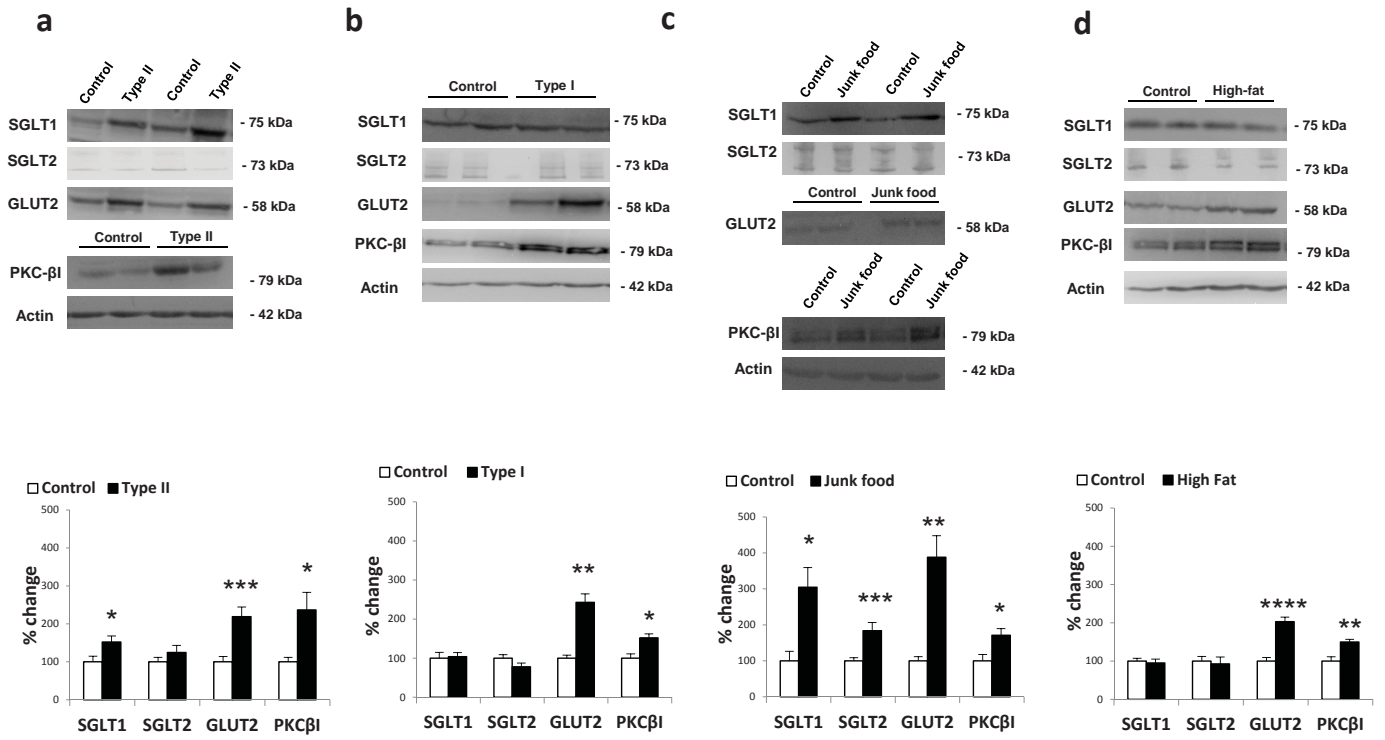 a
Control Type II Control Type II
SGLT1 - 75 kDa
SGLT2 - 73 kDa
GLUT2 - 58 kDa
Control Type II
PKC-βI - 79 kDa
Actin - 42 kDa
b
Control Type I
SGLT1 - 75 kDa
SGLT2 - 73 kDa
GLUT2 - 58 kDa
PKC-βI - 79 kDa
Actin - 42 kDa
c
Control Junk food Control Junk food
SGLT1 - 75 kDa
SGLT2 - 73 kDa
Control Junk food
GLUT2 - 58 kDa
Control Junk food Control Junk food
PKC-βI - 79 kDa
Actin - 42 kDa
d
Control High-fat
SGLT1 - 75 kDa
SGLT2 - 73 kDa
GLUT2 - 58 kDa
PKC-βI - 79 kDa
Actin - 42 kDa
Control Type II
% change
500
400
300
200
100
0
* *** *
SGLT1 SGLT2 GLUT2 PKCβI
Control Type I
% change
500
400
300
200
100
0
** *
SGLT1 SGLT2 GLUT2 PKCβI
Control Junk food
% change
500
400
300
200
100
0
* *** ** *
SGLT1 SGLT2 GLUT2 PKCβI
Control High Fat
% change
500
400
300
200
100
0
**** **
SGLT1 SGLT2 GLUT2 PKCβI